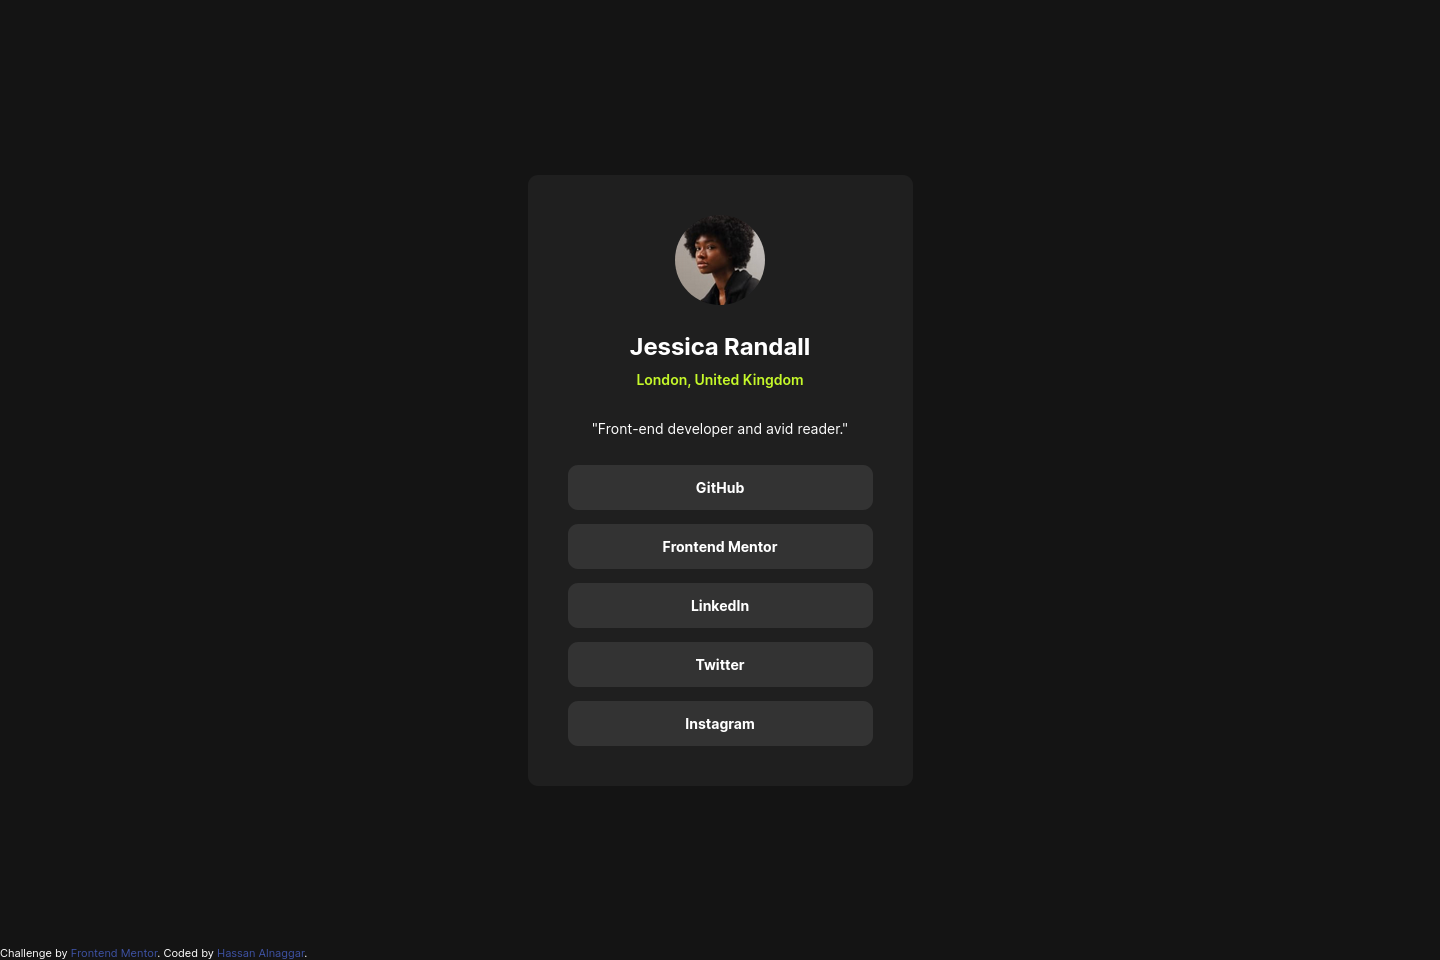 Jessica Randall
London, United Kingdom
"Front-end developer and avid reader."
GitHub
Frontend Mentor
LinkedIn
Twitter
Instagram
Challenge by Frontend Mentor. Coded by Hassan Alnaggar.